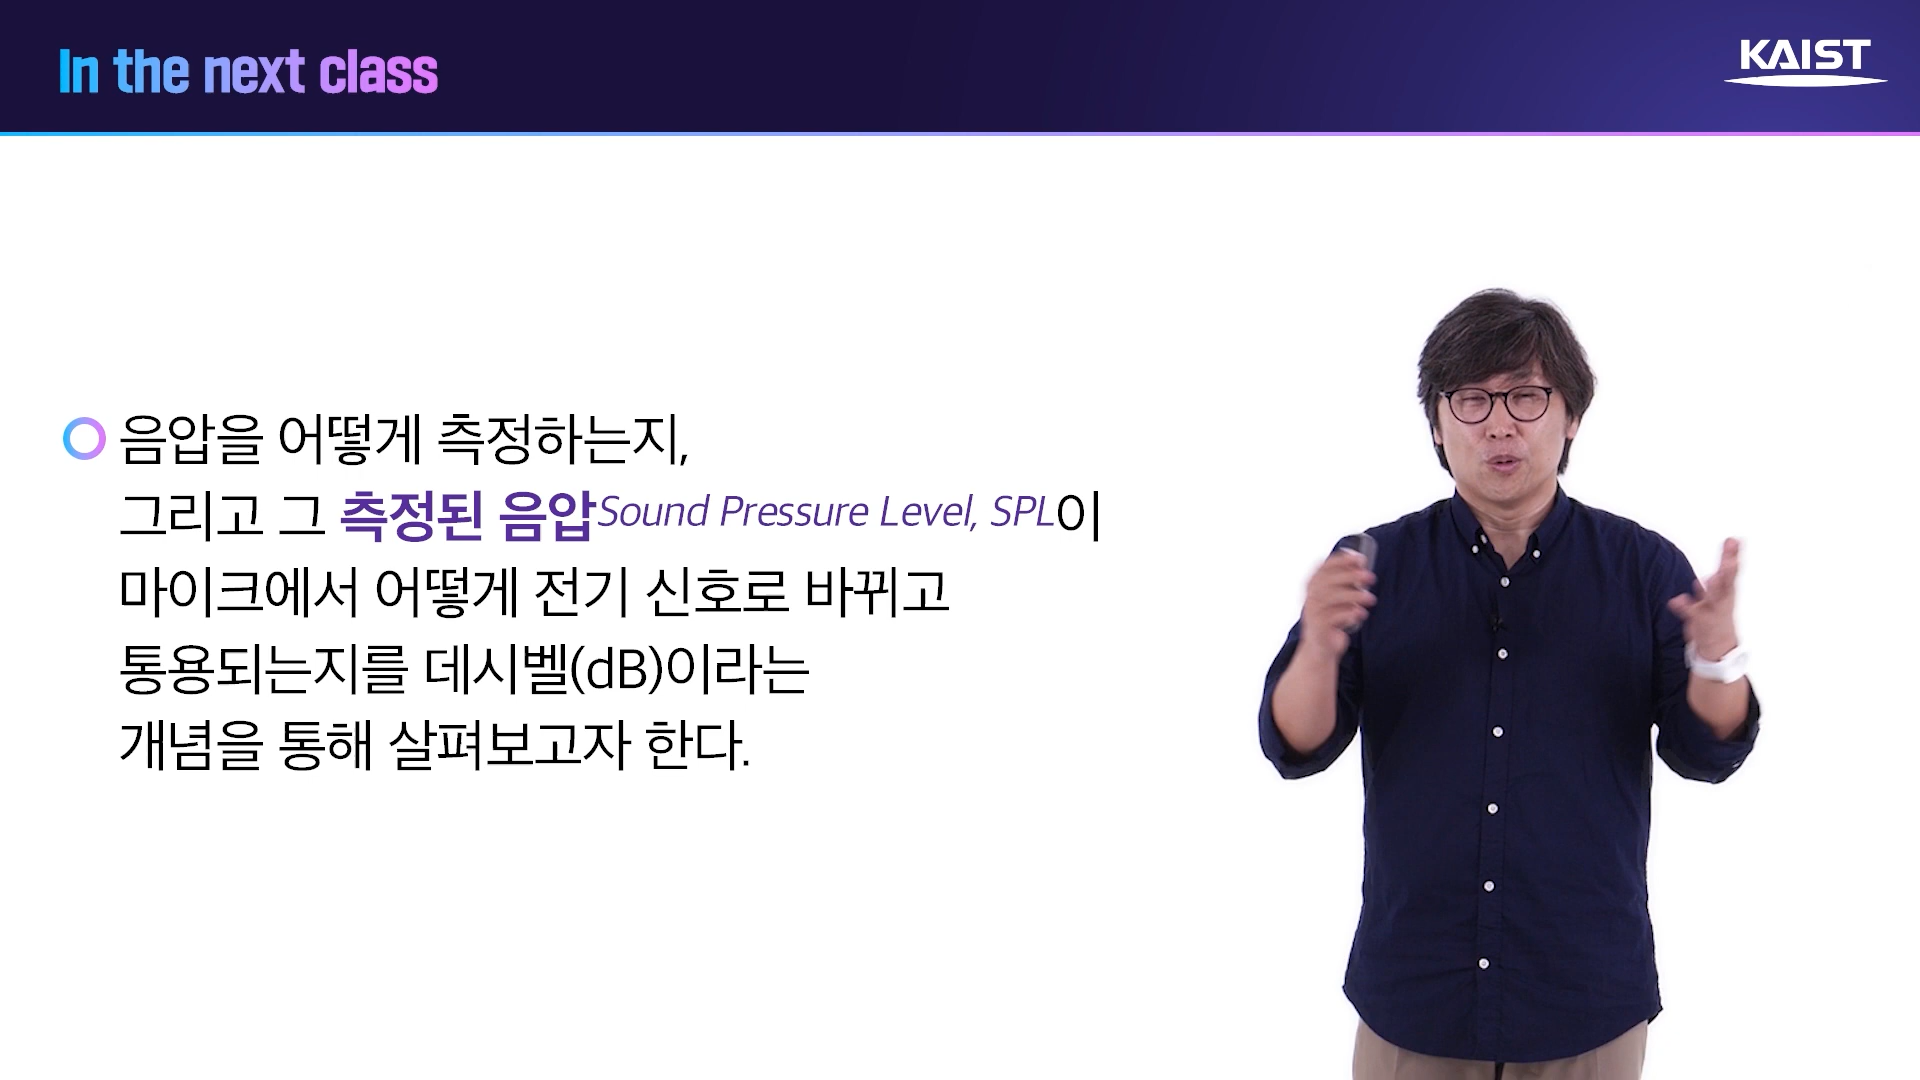 In the next class
KAIST
음압을 어떻게 측정하는지,
그리고 그 측정된 음압Sound Pressure Level, SPL이
마이크에서 어떻게 전기 신호로 바뀌고
통용되는지를 데시벨(dB)이라는
개념을 통해 살펴보고자 한다.